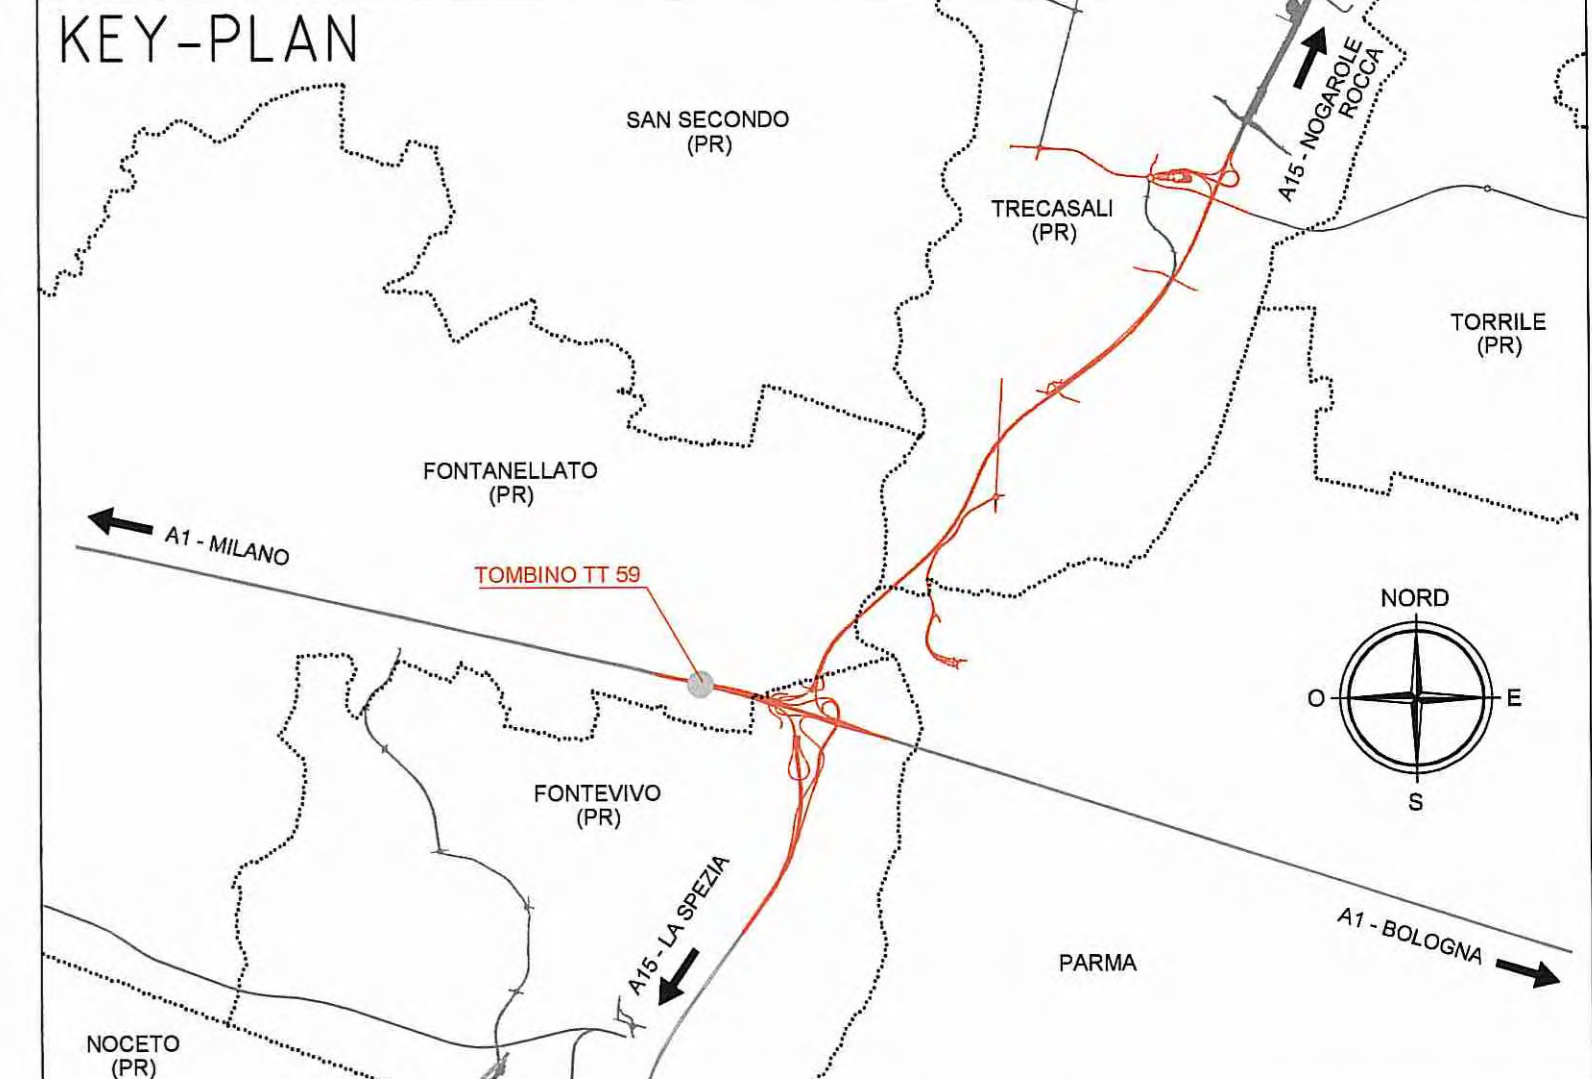 KEY-PLAN
SAN SECONDO
(PR)
A15 - NOGAROLE
ROCCA
TRECASALI
(PR)
TORRILE
(PR)
FONTANELLATO
(PR)
A1 - MILANO
TOMBINO TT 59
NORD
O
E
S
FONTEVIVO
(PR)
A15 - LA SPEZIA
A1 - BOLOGNA
PARMA
NOCETO
(PR)